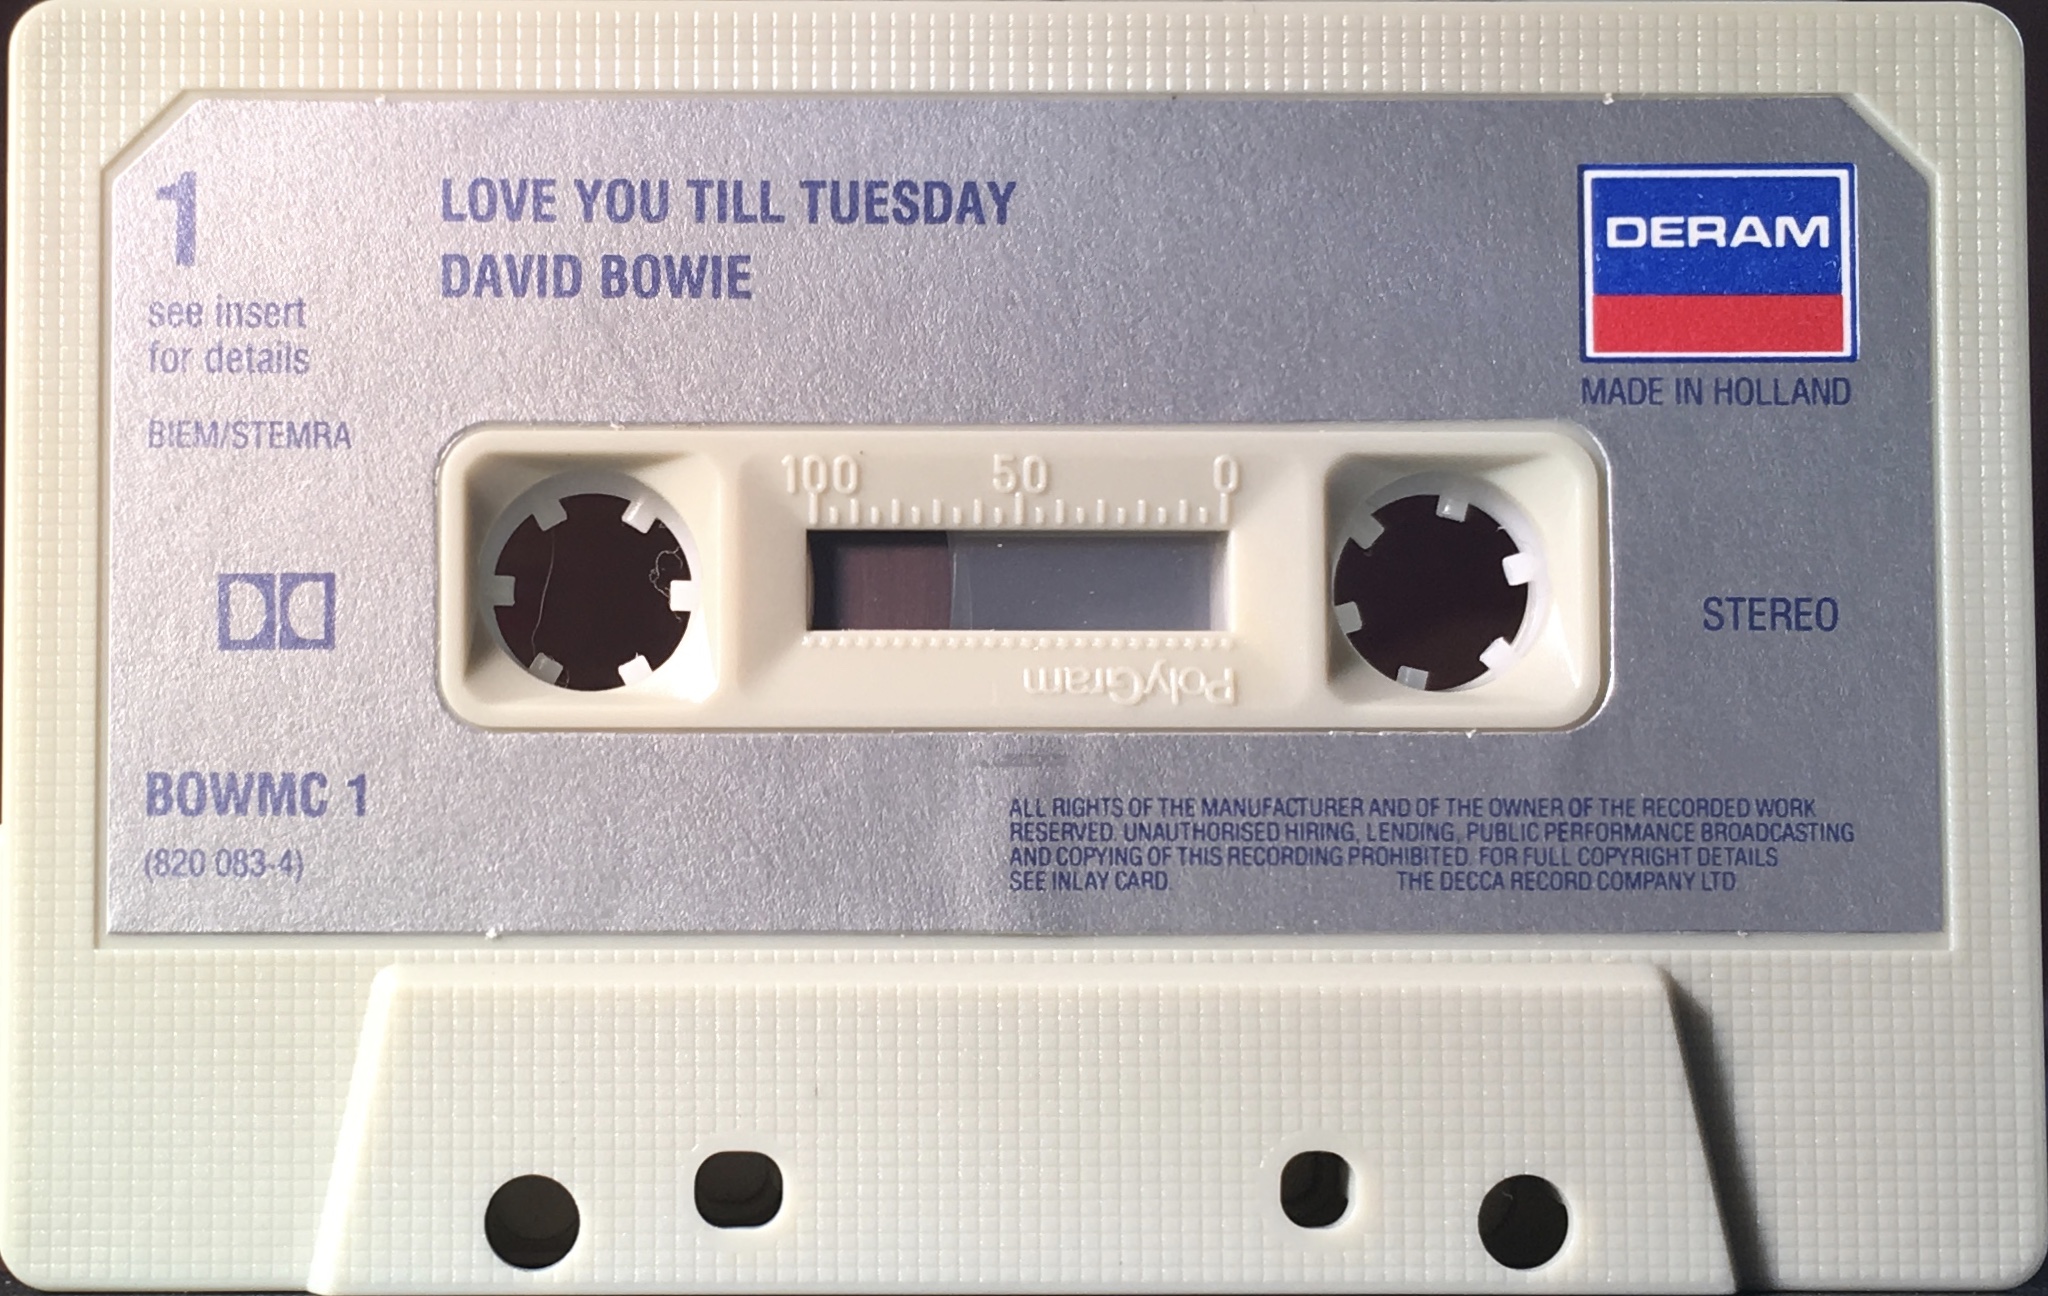 1
see insert
for details
BIEM/STEMRA
LOVE YOU TILL TUESDAY
DAVID BOWIE
DERAM
MADE IN HOLLAND
100 50 0
PolyGram
STEREO
BOWMC 1
(820 083-4)
ALL RIGHTS OF THE MANUFACTURER AND OF THE OWNER OF THE RECORDED WORK
RESERVED. UNAUTHORISED HIRING, LENDING, PUBLIC PERFORMANCE BROADCASTING
AND COPYING OF THIS RECORDING PROHIBITED. FOR FULL COPYRIGHT DETAILS
SEE INLAY CARD. THE DECCA RECORD COMPANY LTD.